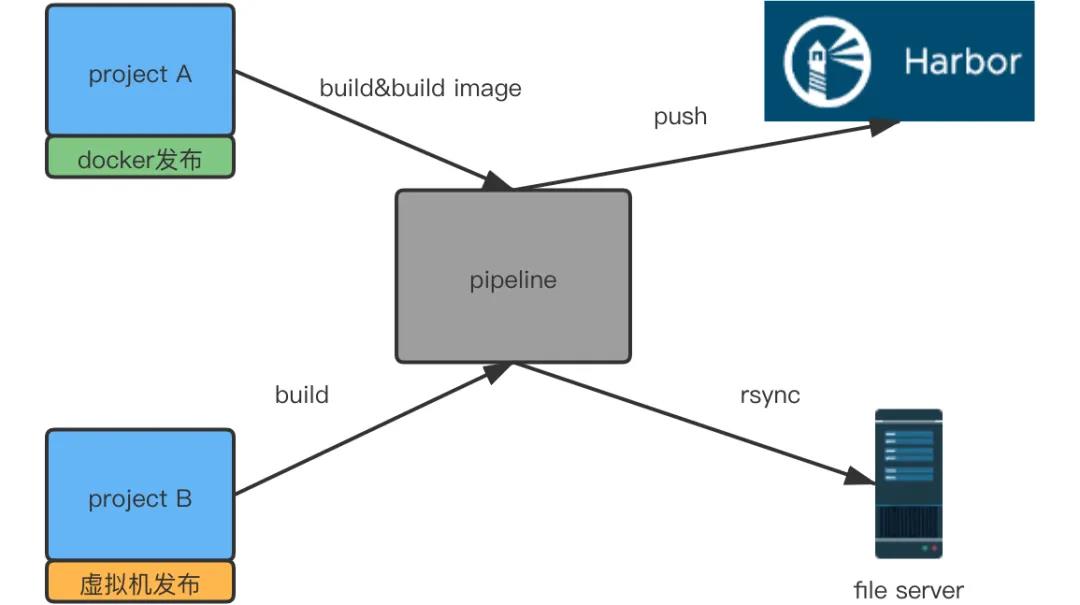 project A
docker发布
build&build image
push
Harbor
pipeline
build
rsync
project B
虚拟机发布
file server